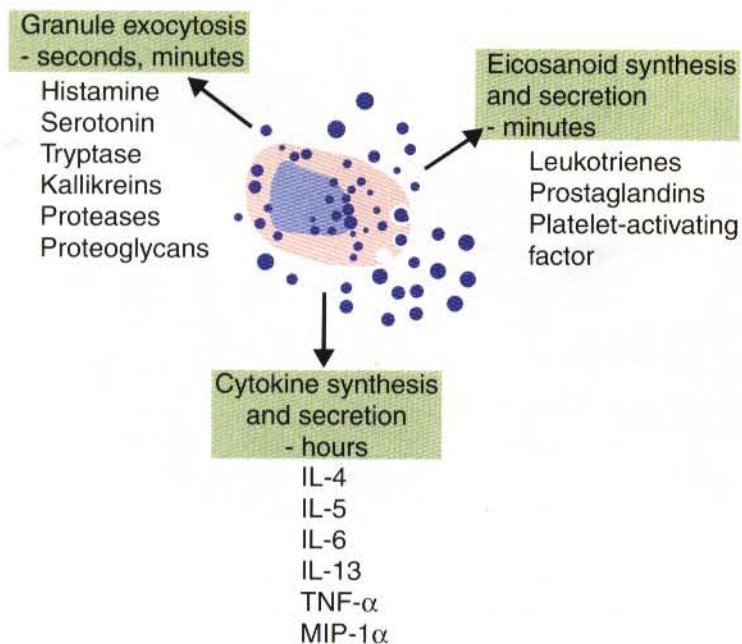 Granule exocytosis
- seconds, minutes
Histamine
Serotonin
Tryptase
Kallikreins
Proteases
Proteoglycans
Eicosanoid synthesis
and secretion
- minutes
Leukotrienes
Prostaglandins
Platelet-activating
factor
Cytokine synthesis
and secretion
- hours
IL-4
IL-5
IL-6
IL-13
TNF-α
MIP-1α